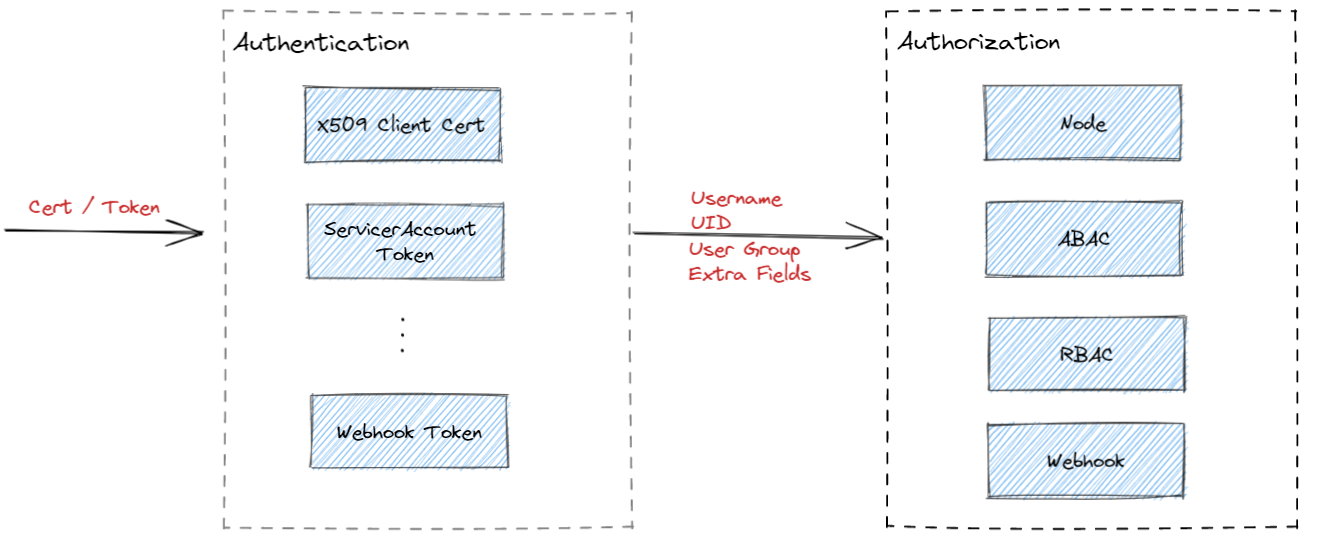 Authentication
X509 Client Cert
Cert / Token
ServicerAccount
Token
Webhook Token
Username
UID
User Group
Extra Fields
Authorization
Node
ABAC
RBAC
Webhook